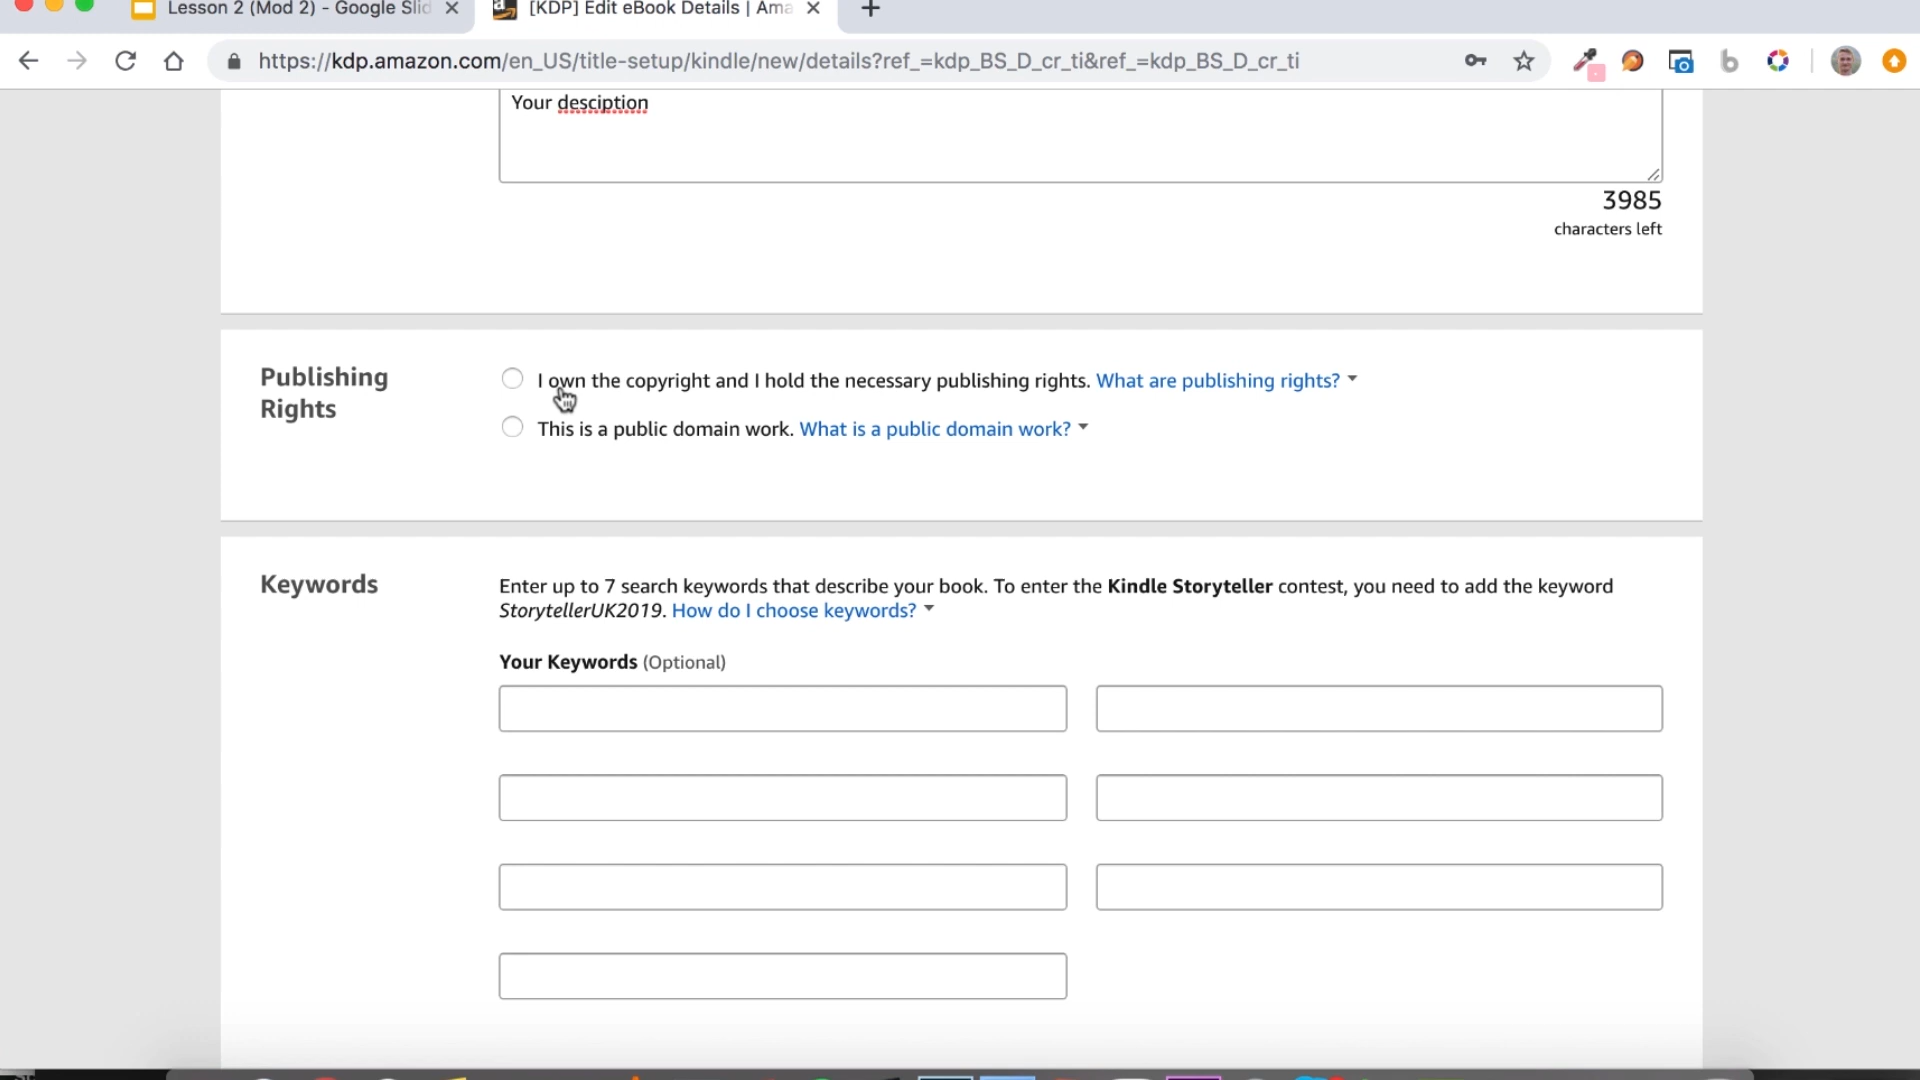 Lesson 2 (Mod 2) - Google Slid
[KDP] Edit eBook Details | Ama
https://kdp.amazon.com/en_US/title-setup/kindle/new/details?ref_=kdp_BS_D_cr_ti&ref_=kdp_BS_D_cr_ti
Your desciption
3985
characters left
Publishing
Rights
I own the copyright and I hold the necessary publishing rights. What are publishing rights?
This is a public domain work. What is a public domain work?
Keywords
Enter up to 7 search keywords that describe your book. To enter the Kindle Storyteller contest, you need to add the keyword
StorytellerUK2019. How do I choose keywords?
Your Keywords (Optional)